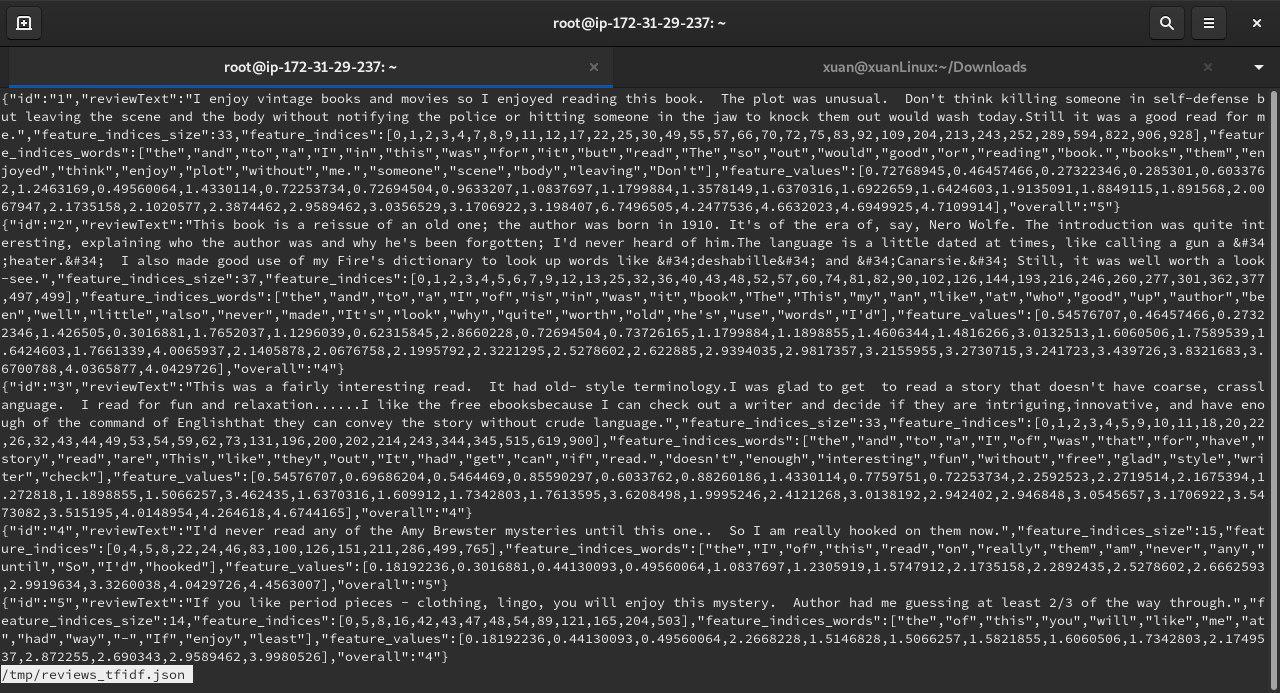 root@ip-172-31-29-237: ~
root@ip-172-31-29-237: ~
xuan@xuanLinux:~/Downloads
{"id":"1","reviewText":"I enjoy vintage books and movies so I enjoyed reading this book.  The plot was unusual.  Don't think killing someone in self-defense b
ut leaving the scene and the body without notifying the police or hitting someone in the jaw to knock them out would wash today.Still it was a good read for m
e.","feature_indices_size":33,"feature_indices":[0,1,2,3,4,7,8,9,11,12,17,22,25,30,49,55,57,66,70,72,75,83,92,109,204,213,243,252,289,594,822,906,928],"featur
e_indices_words":["the","and","to","a","I","in","this","was","for","it","but","read","The","so","out","would","good","or","reading","book.","books","them","en
joyed","think","enjoy","plot","without","me.","someone","scene","body","leaving","Don't"],"feature_values":[0.72768945,0.46457466,0.27322346,0.285301,0.603376
2,1.2463169,0.49560064,1.4330114,0.72253734,0.72694504,0.9633207,1.0837697,1.1799884,1.3578149,1.6370316,1.6922659,1.6424603,1.9135091,1.8849115,1.891568,2.00
67947,2.1735158,2.1020577,2.3874462,2.9589462,3.0356529,3.1706922,3.198407,6.7496505,4.2477536,4.6632023,4.6949925,4.7109914],"overall":"5"}
{"id":"2","reviewText":"This book is a reissue of an old one; the author was born in 1910. It's of the era of, say, Nero Wolfe. The introduction was quite int
eresting, explaining who the author was and why he's been forgotten; I'd never heard of him.The language is a little dated at times, like calling a gun a &#34
;heater.&#34;  I also made good use of my Fire's dictionary to look up words like &#34;deshabille&#34; and &#34;Canarsie.&#34; Still, it was well worth a look
-see.","feature_indices_size":37,"feature_indices":[0,1,2,3,4,5,6,7,9,12,13,25,32,36,40,43,48,52,57,60,74,81,82,90,102,126,144,193,216,246,260,277,301,362,377
,497,499],"feature_indices_words":["the","and","to","a","I","of","is","in","was","it","book","The","This","my","an","like","at","who","good","up","author","be
en","well","little","also","never","made","It's","look","why","quite","worth","old","he's","use","words","I'd"],"feature_values":[0.54576707,0.46457466,0.2732
2346,1.426505,0.3016881,1.7652037,1.1296039,0.62315845,2.8660228,0.72694504,0.73726165,1.1799884,1.1898855,1.4606344,1.4816266,3.0132513,1.6060506,1.7589539,1
.6424603,1.7661339,4.0065937,2.1405878,2.0676758,2.1995792,2.3221295,2.5278602,2.622885,2.9394035,2.9817357,3.2155955,3.2730715,3.241723,3.439726,3.8321683,3.
6700788,4.0365877,4.0429726],"overall":"4"}
{"id":"3","reviewText":"This was a fairly interesting read.  It had old- style terminology.I was glad to get  to read a story that doesn't have coarse, crassl
anguage.  I read for fun and relaxation......I like the free ebooksbecause I can check out a writer and decide if they are intriguing,innovative, and have eno
ugh of the command of Englishthat they can convey the story without crude language.","feature_indices_size":33,"feature_indices":[0,1,2,3,4,5,9,10,11,18,20,22
,26,32,43,44,49,53,54,59,62,73,131,196,200,202,214,243,344,345,515,619,900],"feature_indices_words":["the","and","to","a","I","of","was","that","for","have","
story","read","are","This","like","they","out","It","had","get","can","if","read.","doesn't","enough","interesting","fun","without","free","glad","style","wri
ter","check"],"feature_values":[0.54576707,0.69686204,0.5464469,0.85590297,0.6033762,0.88260186,1.4330114,0.7759751,0.72253734,2.2592523,2.2719514,2.1675394,1
.272818,1.1898855,1.5066257,3.462435,1.6370316,1.609912,1.7342803,1.7613595,3.6208498,1.9995246,2.4121268,3.0138192,2.942402,2.946848,3.0545657,3.1706922,3.54
73082,3.515195,4.0148954,4.264618,4.6744165],"overall":"4"}
{"id":"4","reviewText":"I'd never read any of the Amy Brewster mysteries until this one..  So I am really hooked on them now.","feature_indices_size":15,"feat
ure_indices":[0,4,5,8,22,24,46,83,100,126,151,211,286,499,765],"feature_indices_words":["the","I","of","this","read","on","really","them","am","never","any","
until","So","I'd","hooked"],"feature_values":[0.18192236,0.3016881,0.44130093,0.49560064,1.0837697,1.2305919,1.5747912,2.1735158,2.2892435,2.5278602,2.6662593
,2.9919634,3.3260038,4.0429726,4.4563007],"overall":"5"}
{"id":"5","reviewText":"If you like period pieces - clothing, lingo, you will enjoy this mystery.  Author had me guessing at least 2/3 of the way through.","f
eature_indices_size":14,"feature_indices":[0,5,8,16,42,43,47,48,54,89,121,165,204,503],"feature_indices_words":["the","of","this","you","will","like","me","at
","had","way","-","If","enjoy","least"],"feature_values":[0.18192236,0.44130093,0.49560064,2.2668228,1.5146828,1.5066257,1.5821855,1.6060506,1.7342803,2.17495
37,2.872255,2.690343,2.9589462,3.9980526],"overall":"4"}
/tmp/reviews_tfidf.json